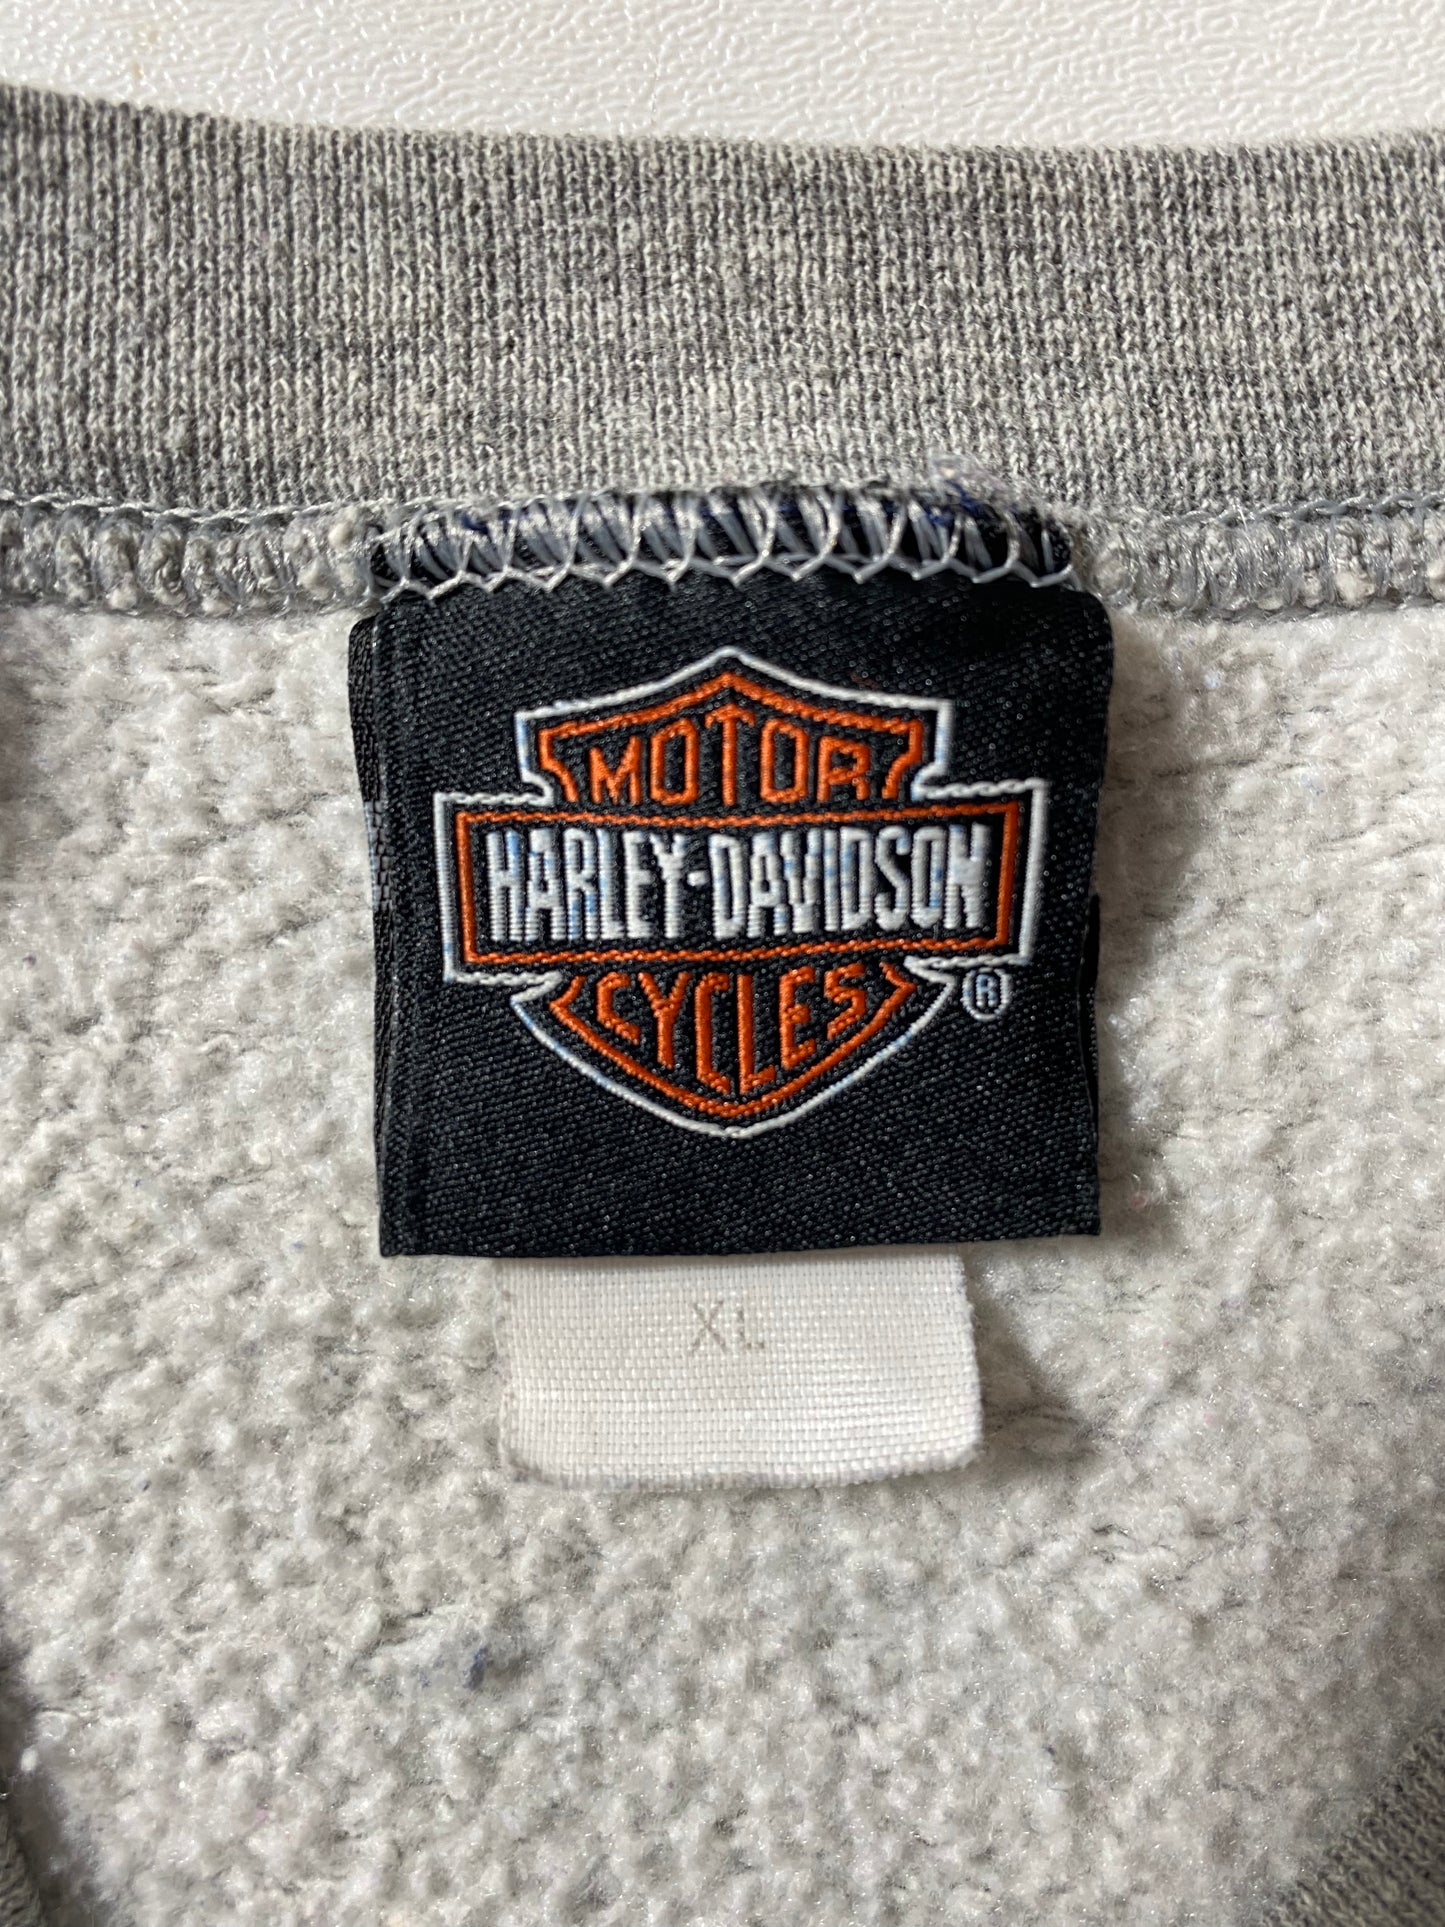 MOTOR
HARLEY-DAVIDSON
CYCLES
®
XL